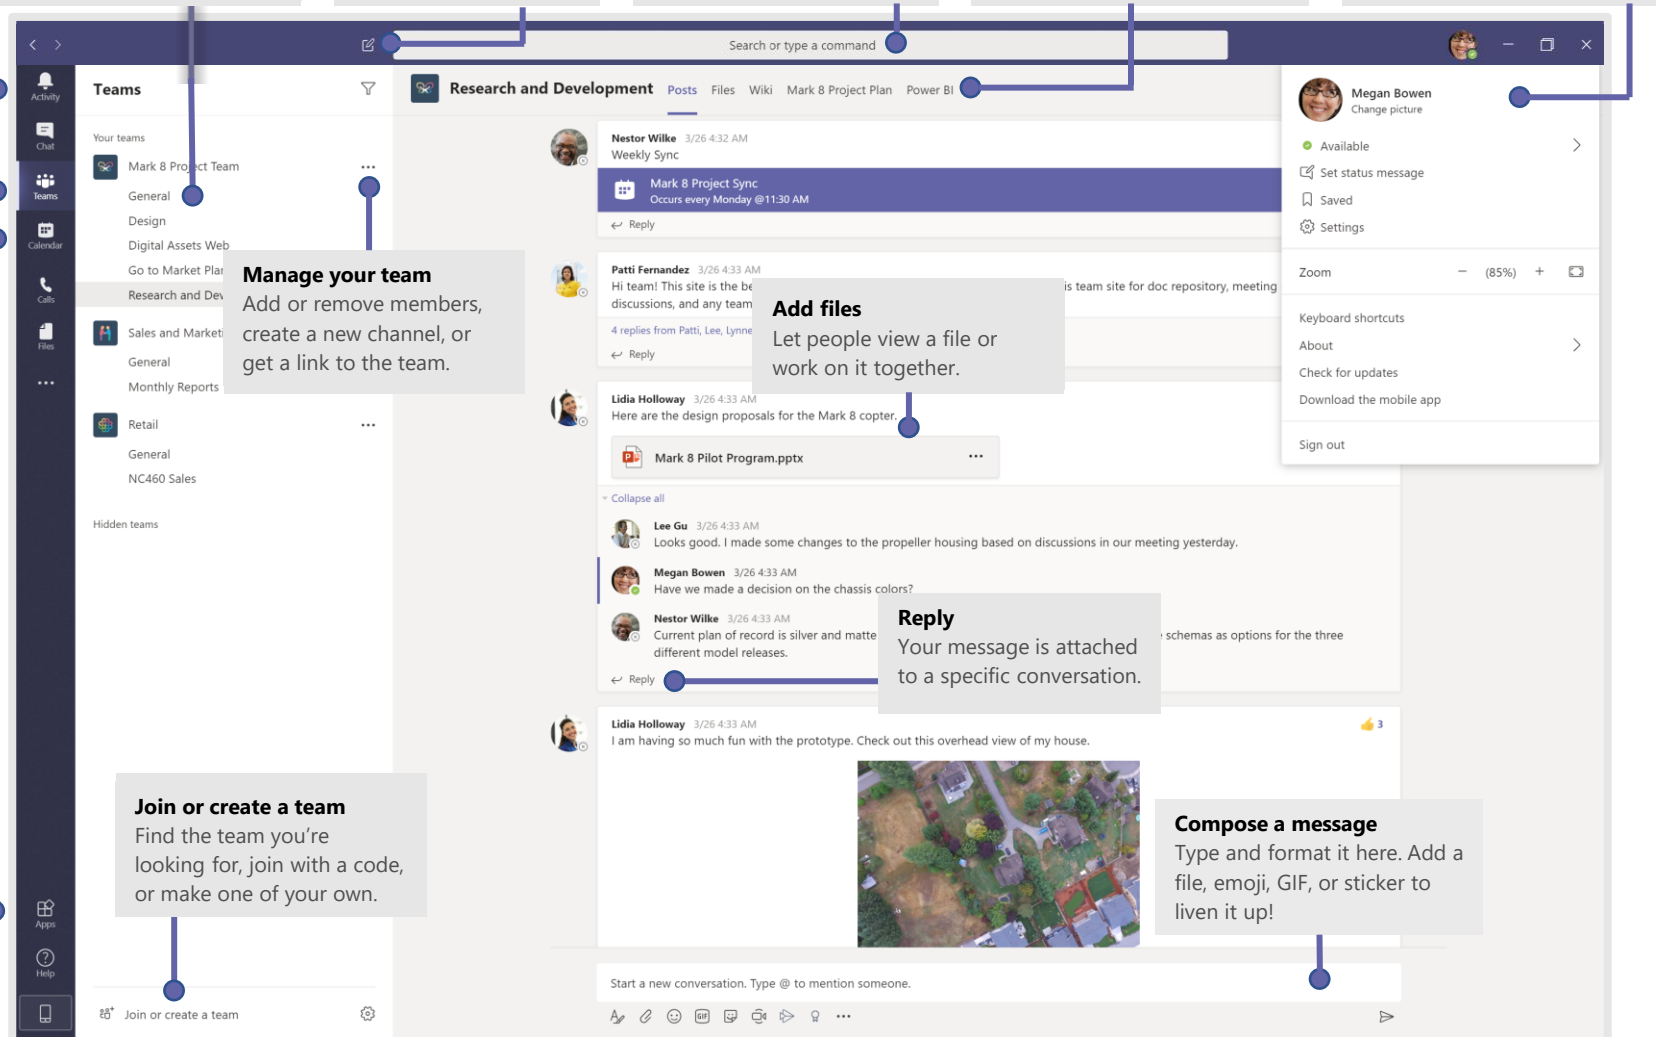 Search or type a command
Activity
Chat
Teams
Calendar
Calls
Files
Apps
Help
Teams
Your teams
Mark 8 Project Team
General
Design
Digital Assets Web
Go to Market Plan
Research and Dev
Sales and Marketi
General
Monthly Reports
Retail
General
NC460 Sales
Hidden teams
Join or create a team
Manage your team
Add or remove members,
create a new channel, or
get a link to the team.
Join or create a team
Find the team you're
looking for, join with a code,
or make one of your own.
Research and Development Posts Files Wiki Mark 8 Project Plan Power BI
Nestor Wilke 3/26 4:32 AM
Weekly Sync
Mark 8 Project Sync
Occurs every Monday @11:30 AM
Reply
Patti Fernandez 3/26 4:33 AM
Hi team! This site is the be is team site for doc repository, meeting
discussions, and any team
4 replies from Patti, Lee, Lynne
Reply
Add files
Let people view a file or
work on it together.
Lidia Holloway 3/26 4:33 AM
Here are the design proposals for the Mark 8 copter.
Mark 8 Pilot Program.pptx
Collapse all
Lee Gu 3/26 4:33 AM
Looks good. I made some changes to the propeller housing based on discussions in our meeting yesterday.
Megan Bowen 3/26 4:33 AM
Have we made a decision on the chassis colors?
Nestor Wilke 3/26 4:33 AM
Current plan of record is silver and matte schemas as options for the three
different model releases.
Reply
Reply
Your message is attached
to a specific conversation.
Lidia Holloway 3/26 4:33 AM
I am having so much fun with the prototype. Check out this overhead view of my house.
3
Compose a message
Type and format it here. Add a
file, emoji, GIF, or sticker to
liven it up!
Start a new conversation. Type @ to mention someone.
GIF
Megan Bowen
Change picture
Available
Set status message
Saved
Settings
Zoom − (85%) +
Keyboard shortcuts
About
Check for updates
Download the mobile app
Sign out